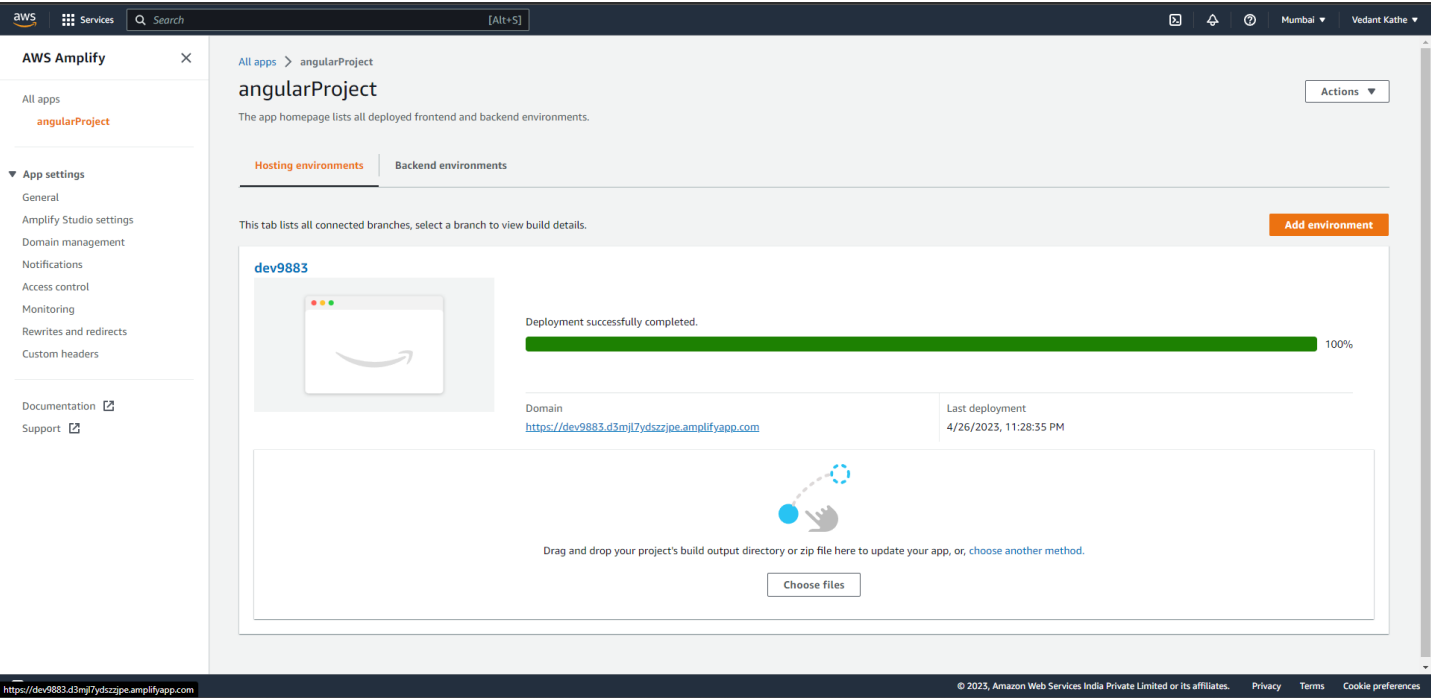 aws Services Search [Alt+S] Mumbai Vedant Kathe
AWS Amplify
All apps
angularProject
App settings
General
Amplify Studio settings
Domain management
Notifications
Access control
Monitoring
Rewrites and redirects
Custom headers
Documentation
Support
All apps angularProject
angularProject
Actions
The app homepage lists all deployed frontend and backend environments.
Hosting environments Backend environments
This tab lists all connected branches, select a branch to view build details.
Add environment
dev9883
Deployment successfully completed.
100%
Domain
https://dev9883.d3mjl7ydszzjpe.amplifyapp.com
Last deployment
4/26/2023, 11:28:35 PM
Drag and drop your project's build output directory or zip file here to update your app, or, choose another method.
Choose files
https://dev9883.d3mjl7ydszzjpe.amplifyapp.com
© 2023, Amazon Web Services India Private Limited or its affiliates. Privacy Terms Cookie preferences